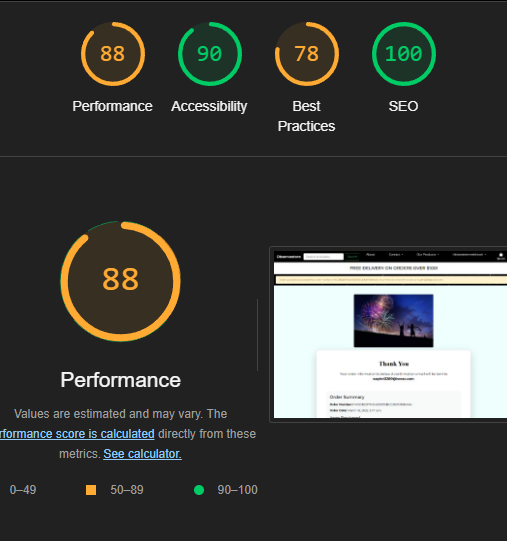 88
90
78
100
Performance
Accessibility
Best
Practices
SEO
88
Performance
Values are estimated and may vary. The
rformance score is calculated directly from these
metrics. See calculator.
0–49
50–89
90–100
About
FREE DELIVERY ON ORDERS OVER
Thank You
Order Summary